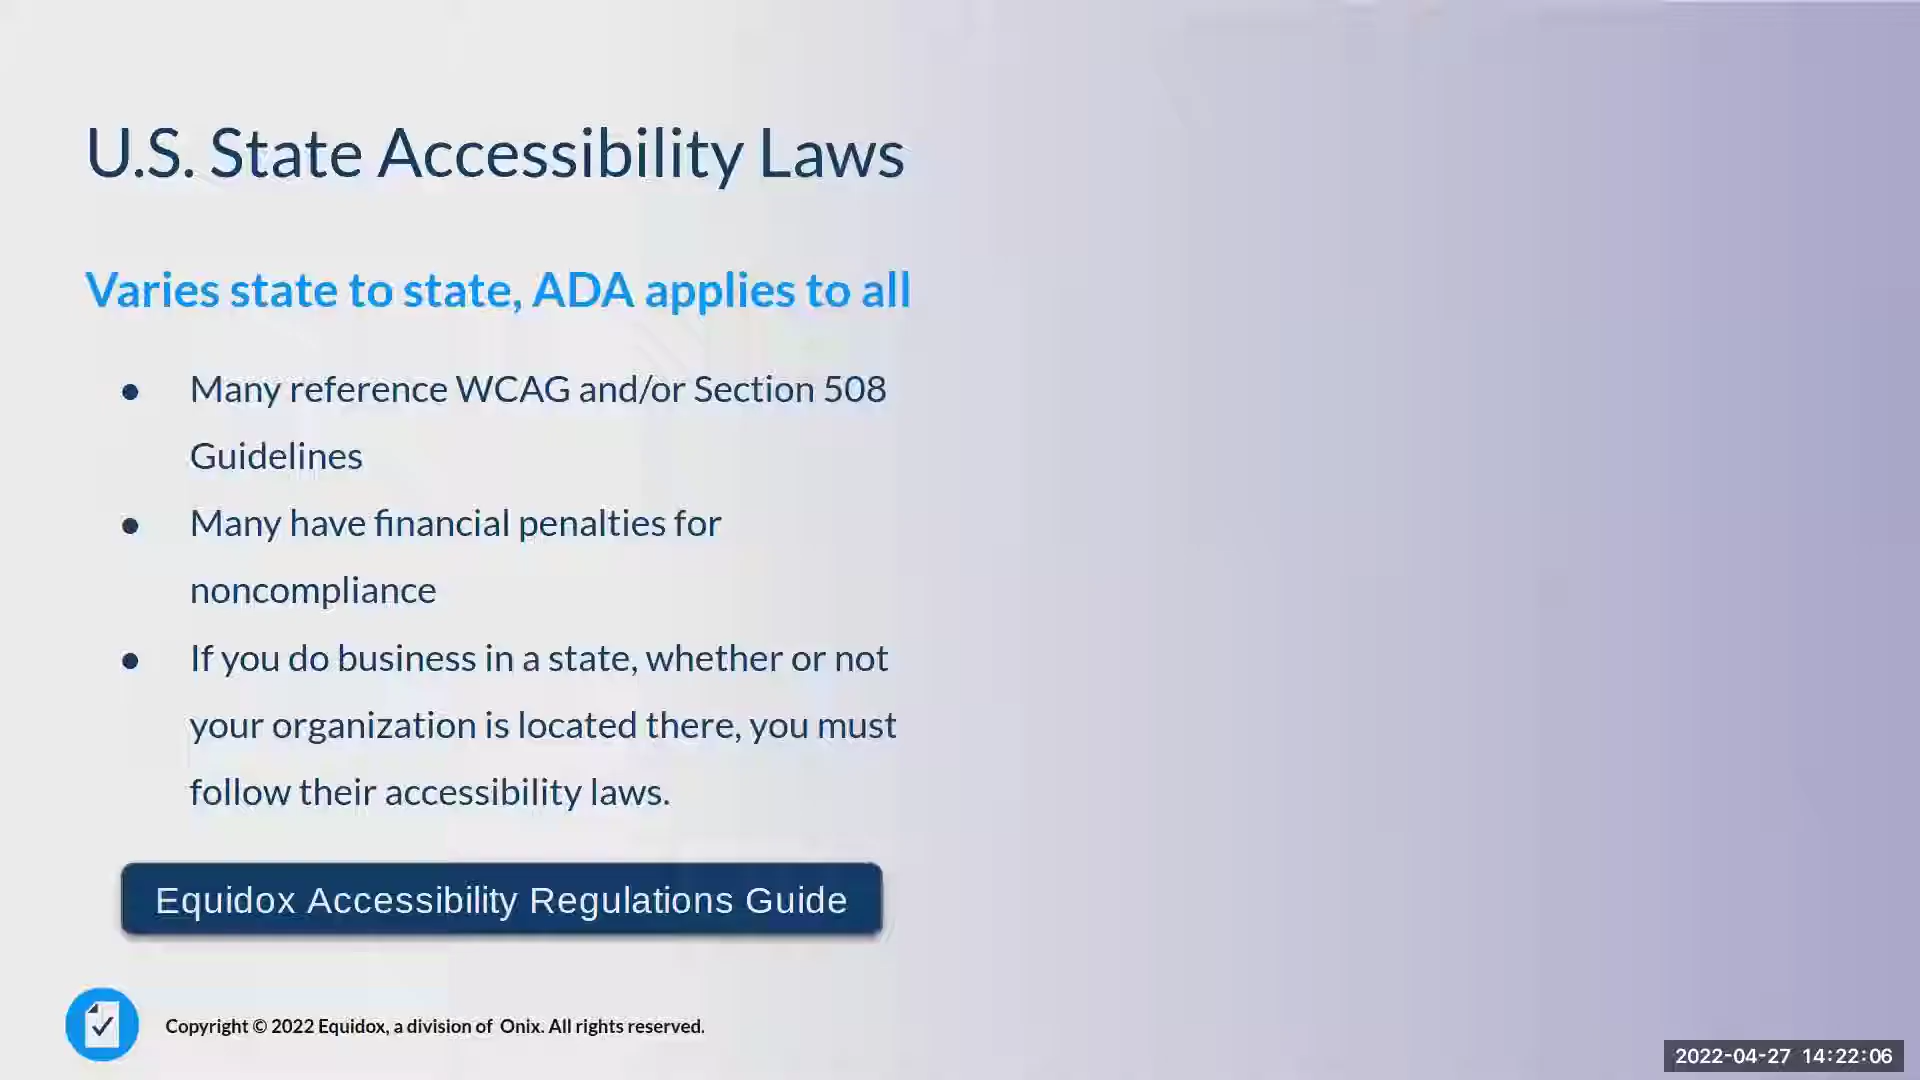 U.S. State Accessibility Laws
Varies state to state, ADA applies to all
● Many reference WCAG and/or Section 508
Guidelines
● Many have financial penalties for
noncompliance
● If you do business in a state, whether or not
your organization is located there, you must
follow their accessibility laws.
Equidox Accessibility Regulations Guide
Copyright © 2022 Equidox, a division of Onix. All rights reserved.
2022-04-27 14:22:06